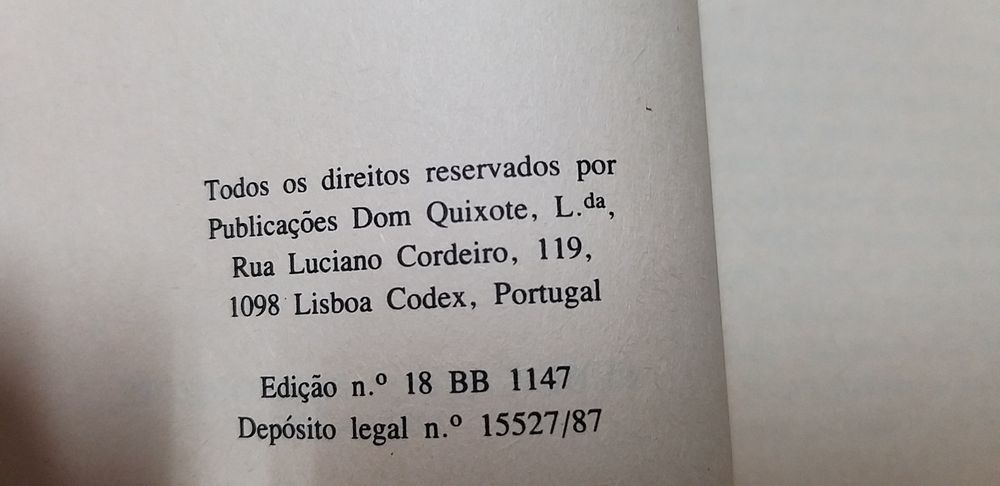 Todos os direitos reservados por
Publicações Dom Quixote, L.da,
Rua Luciano Cordeiro, 119,
1098 Lisboa Codex, Portugal
Edição n.º 18 BB 1147
Depósito legal n.º 15527/87